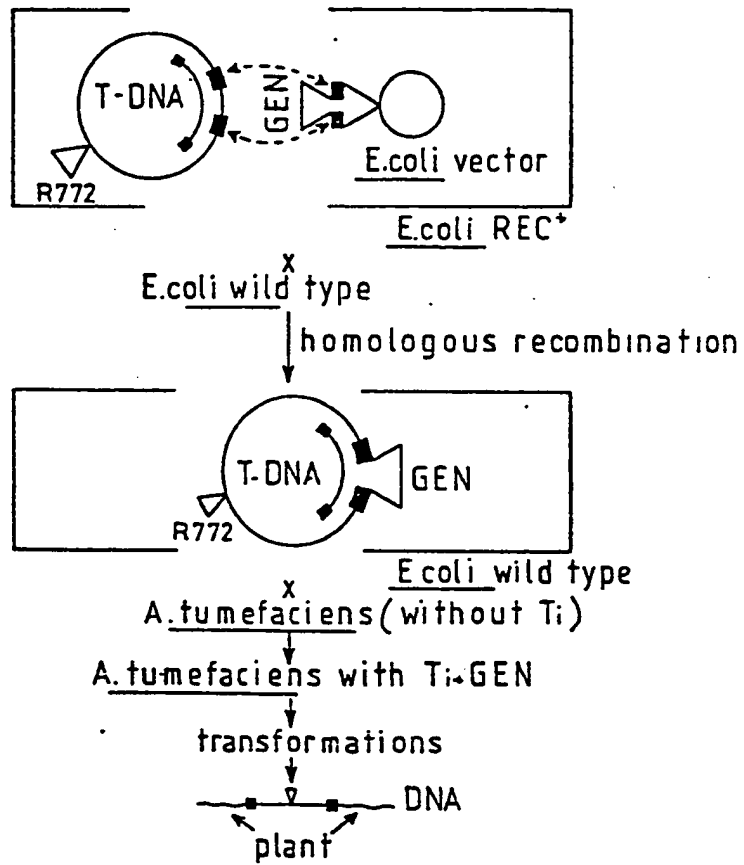 T-DNA
GEN
R772
E.coli vector
E.coli REC+
x
E.coli wild type
homologous recombination
T-DNA
GEN
R772
E coli wild type
x
A.tumefaciens (without Ti)
A.tumefaciens with Ti+GEN
transformations
DNA
plant